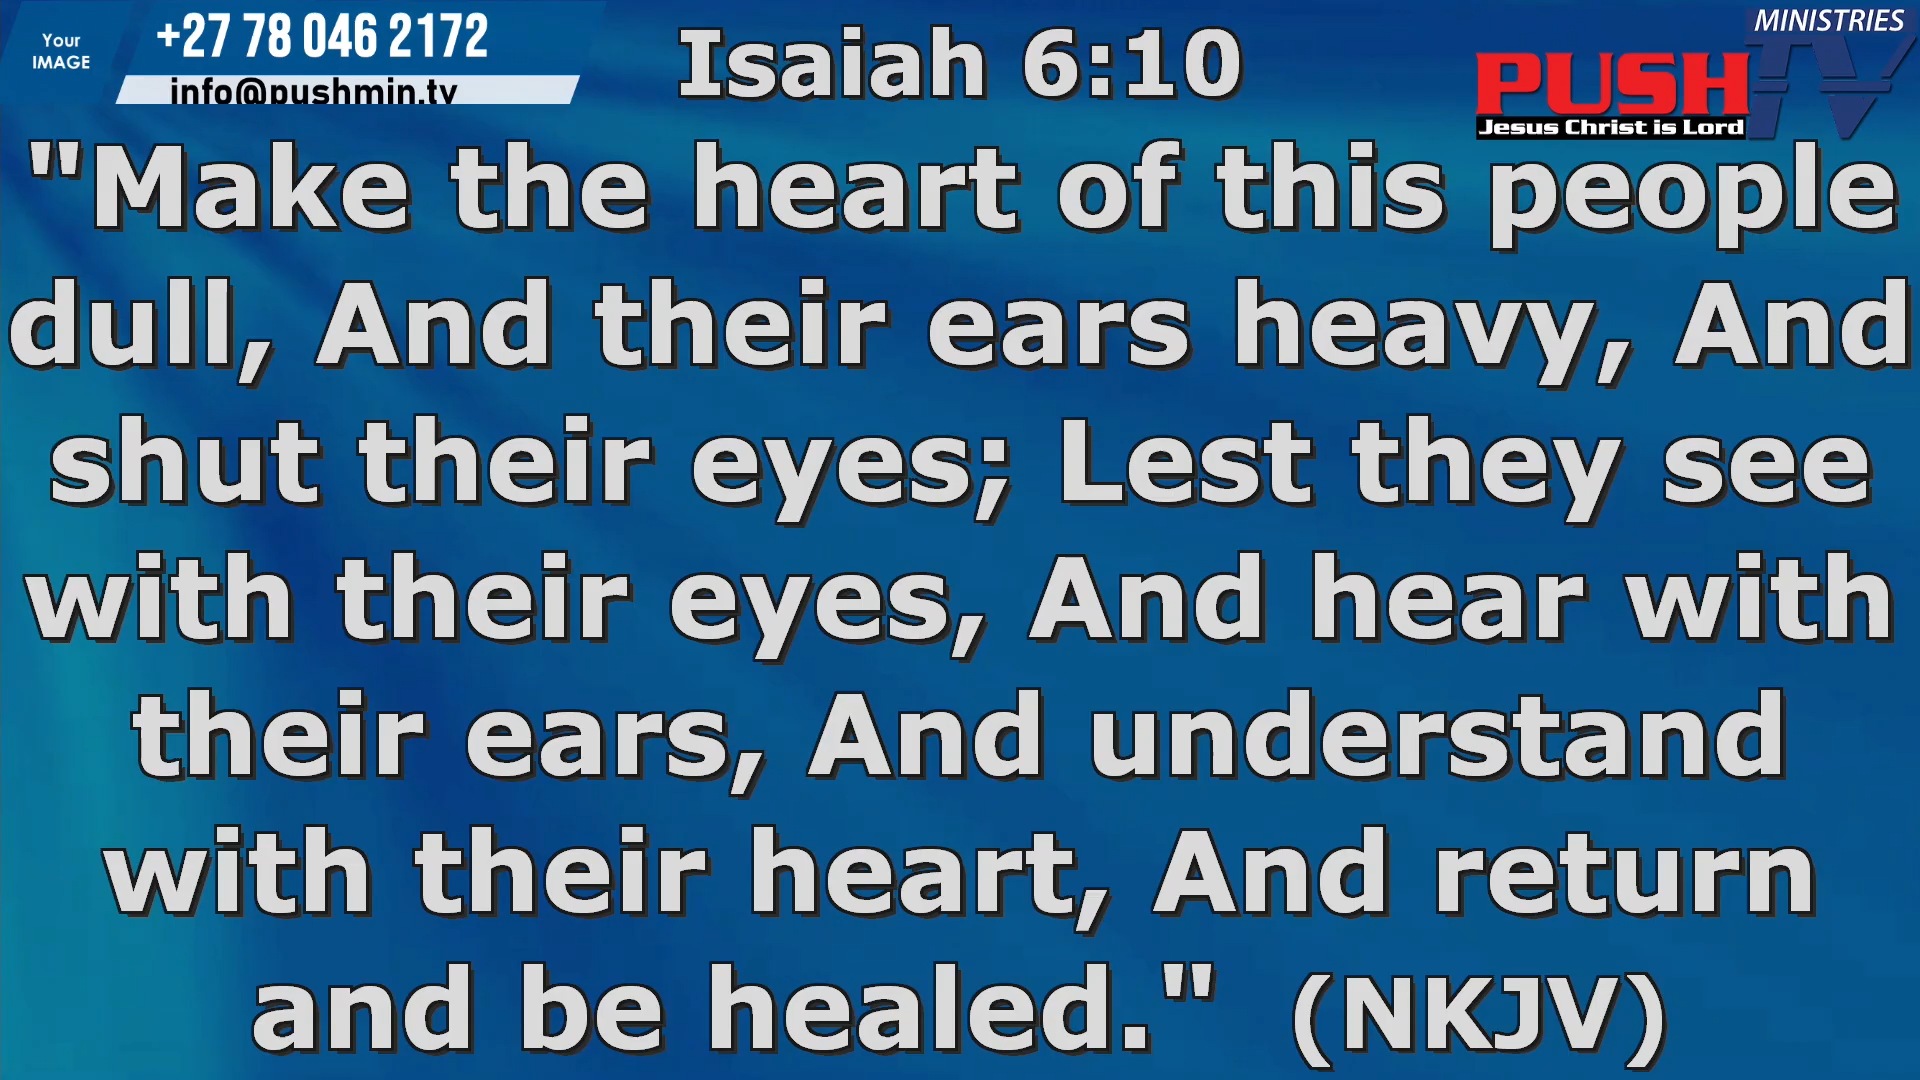 Your
IMAGE
+27 78 046 2172
info@pushmin.tv
Isaiah 6:10
MINISTRIES
PUSH TV
Jesus Christ is Lord
"Make the heart of this people
dull, And their ears heavy, And
shut their eyes; Lest they see
with their eyes, And hear with
their ears, And understand
with their heart, And return
and be healed." (NKJV)